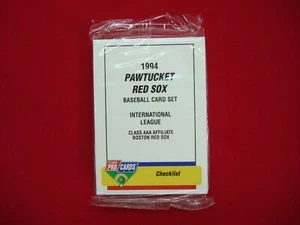 1994
PAWTUCKET
RED SOX
BASEBALL CARD SET
INTERNATIONAL
LEAGUE
CLASS AAA AFFILIATE
BOSTON RED SOX
PRO CARDS
Checklist